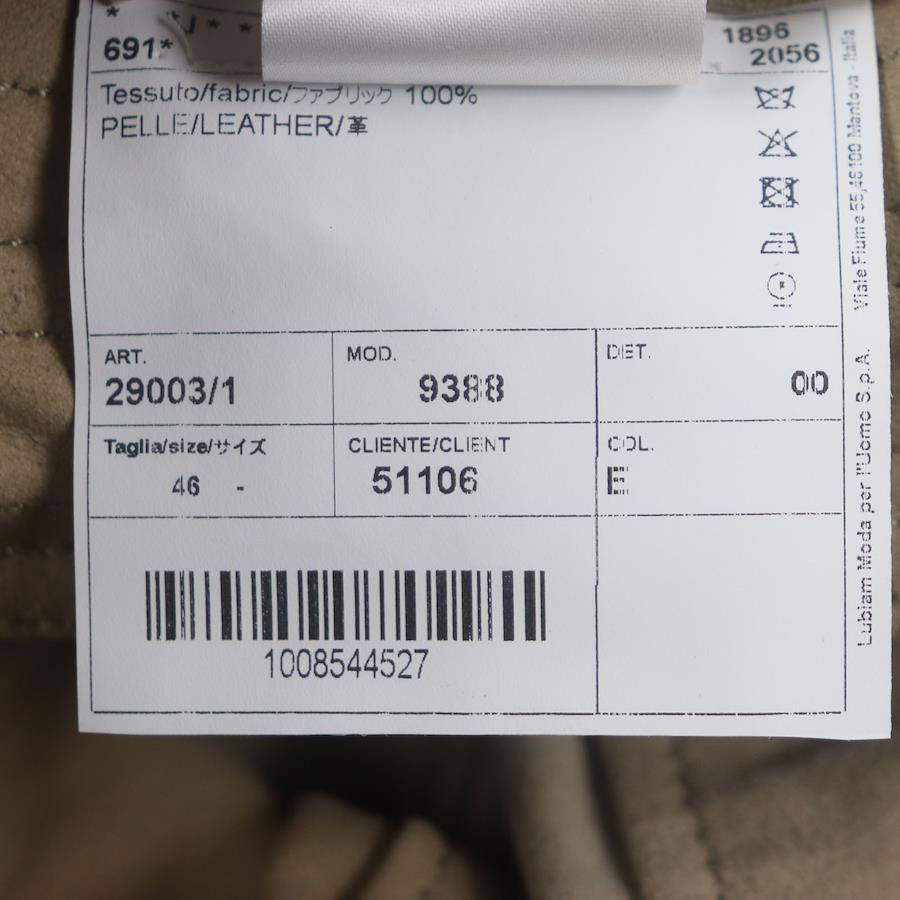 691*
1896
2056
Tessuto/fabric/ファブリック 100%
PELLE/LEATHER/革
ART.
29003/1
MOD.
9388
DET.
00
Taglia/size/サイズ
46 -
CLIENTE/CLIENT
51106
COL.
E
1008544527
Lubiam Moda per l'Uomo S.p.A. Viale Fiume 55,46100 Mantova - Italia